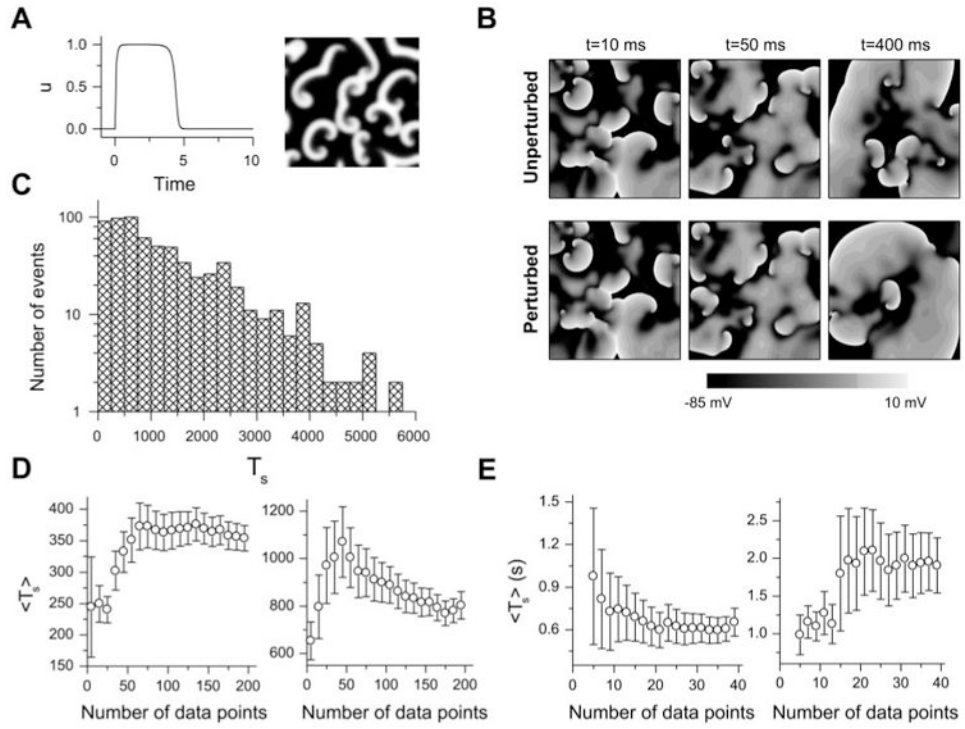 A
1.0
0.5
0.0
u
0
5
10
Time
B
t=10 ms
t=50 ms
t=400 ms
Unperturbed
Perturbed
-85 mV
10 mV
C
100
10
1
Number of events
0
1000
2000
3000
4000
5000
6000
T_s
D
400
350
300
250
200
150
<T_s>
0
50
100
150
200
Number of data points
1200
1000
800
600
0
50
100
150
200
Number of data points
E
1.5
1.2
0.9
0.6
<T_s> (s)
0
10
20
30
40
Number of data points
2.5
2.0
1.5
1.0
0
10
20
30
40
Number of data points